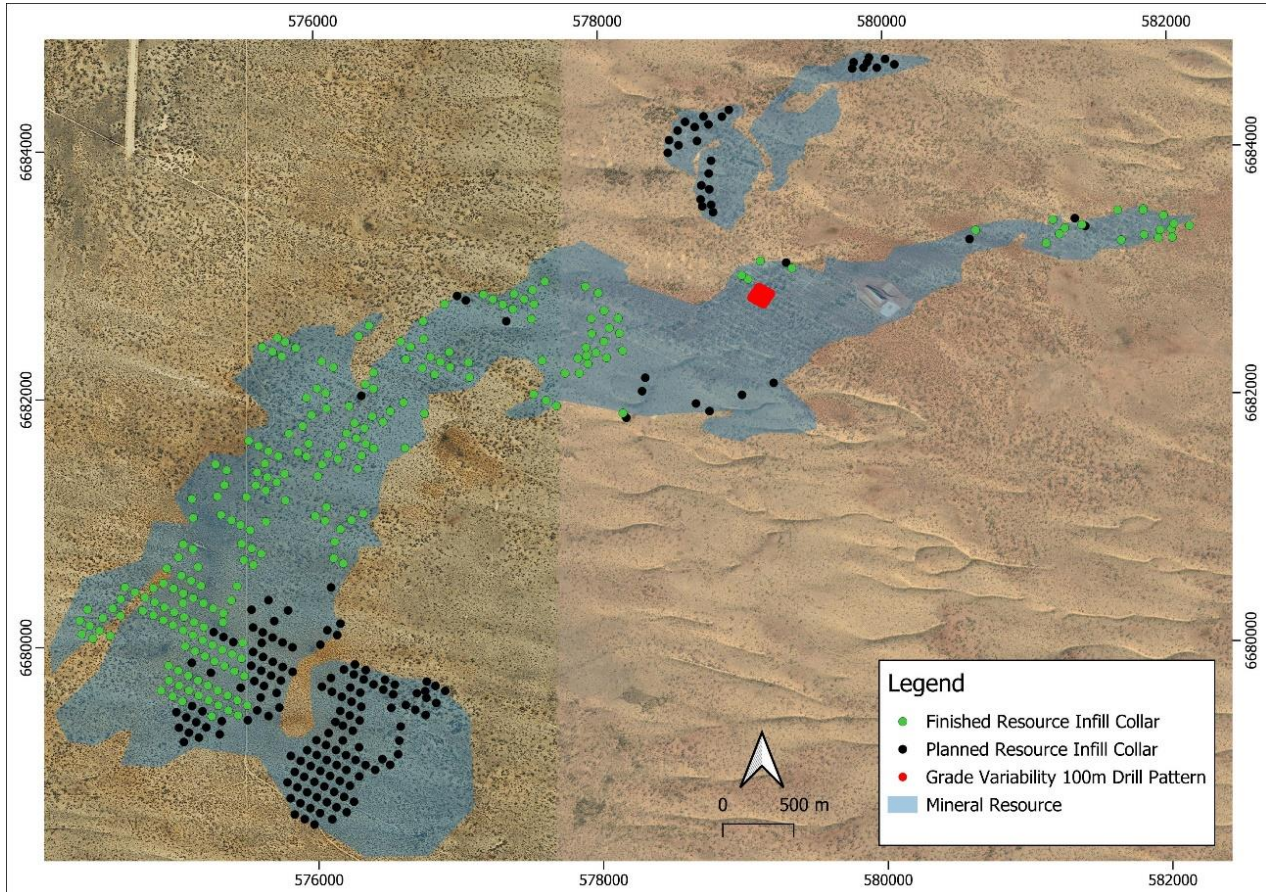 576000 578000 580000 582000
6684000 6684000
6682000 6682000
6680000 6680000
Legend
Finished Resource Infill Collar
Planned Resource Infill Collar
Grade Variability 100m Drill Pattern
Mineral Resource
0 500 m
576000 578000 580000 582000